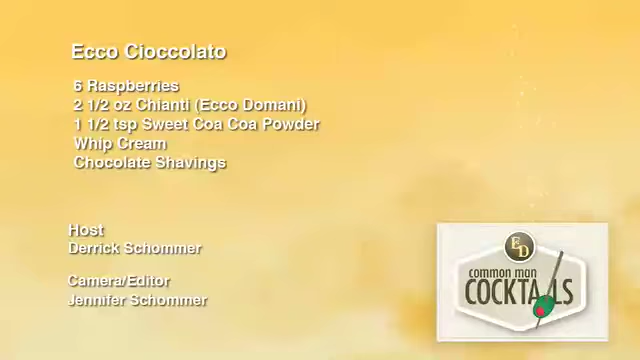 Ecco Cioccolato
6 Raspberries
2 1/2 oz Chianti (Ecco Domani)
1 1/2 tsp Sweet Coa Coa Powder
Whip Cream
Chocolate Shavings
Host
Derrick Schommer
Camera/Editor
Jennifer Schommer
ED
common man
COCKTAILS